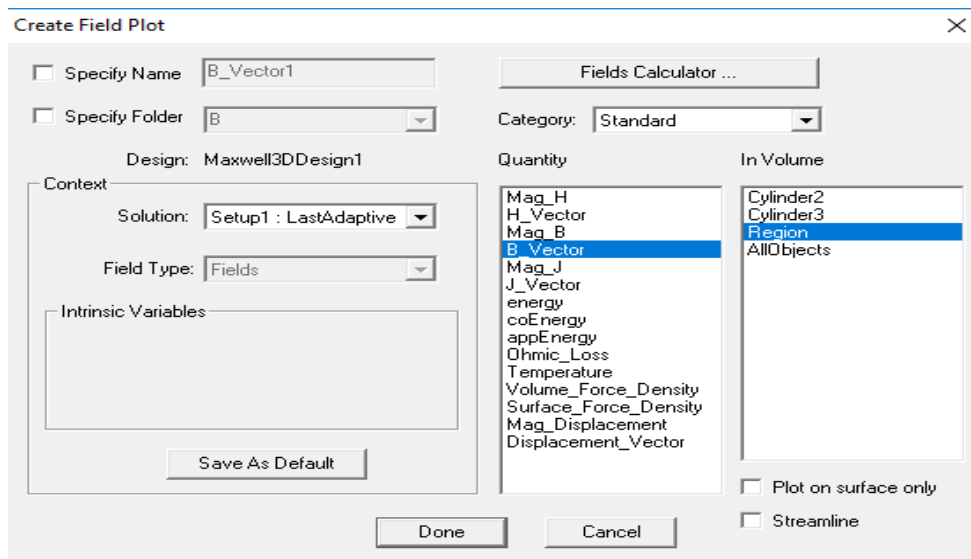 Create Field Plot
Specify Name B_Vector1
Fields Calculator ...
Specify Folder B
Category: Standard
Design: Maxwell3DDesign1
Context
Solution: Setup1 : LastAdaptive
Field Type: Fields
Intrinsic Variables
Save As Default
Quantity
Mag_H
H_Vector
Mag_B
B_Vector
Mag_J
J_Vector
energy
coEnergy
appEnergy
Ohmic_Loss
Temperature
Volume_Force_Density
Surface_Force_Density
Mag_Displacement
Displacement_Vector
In Volume
Cylinder2
Cylinder3
Region
AllObjects
Plot on surface only
Streamline
Done
Cancel